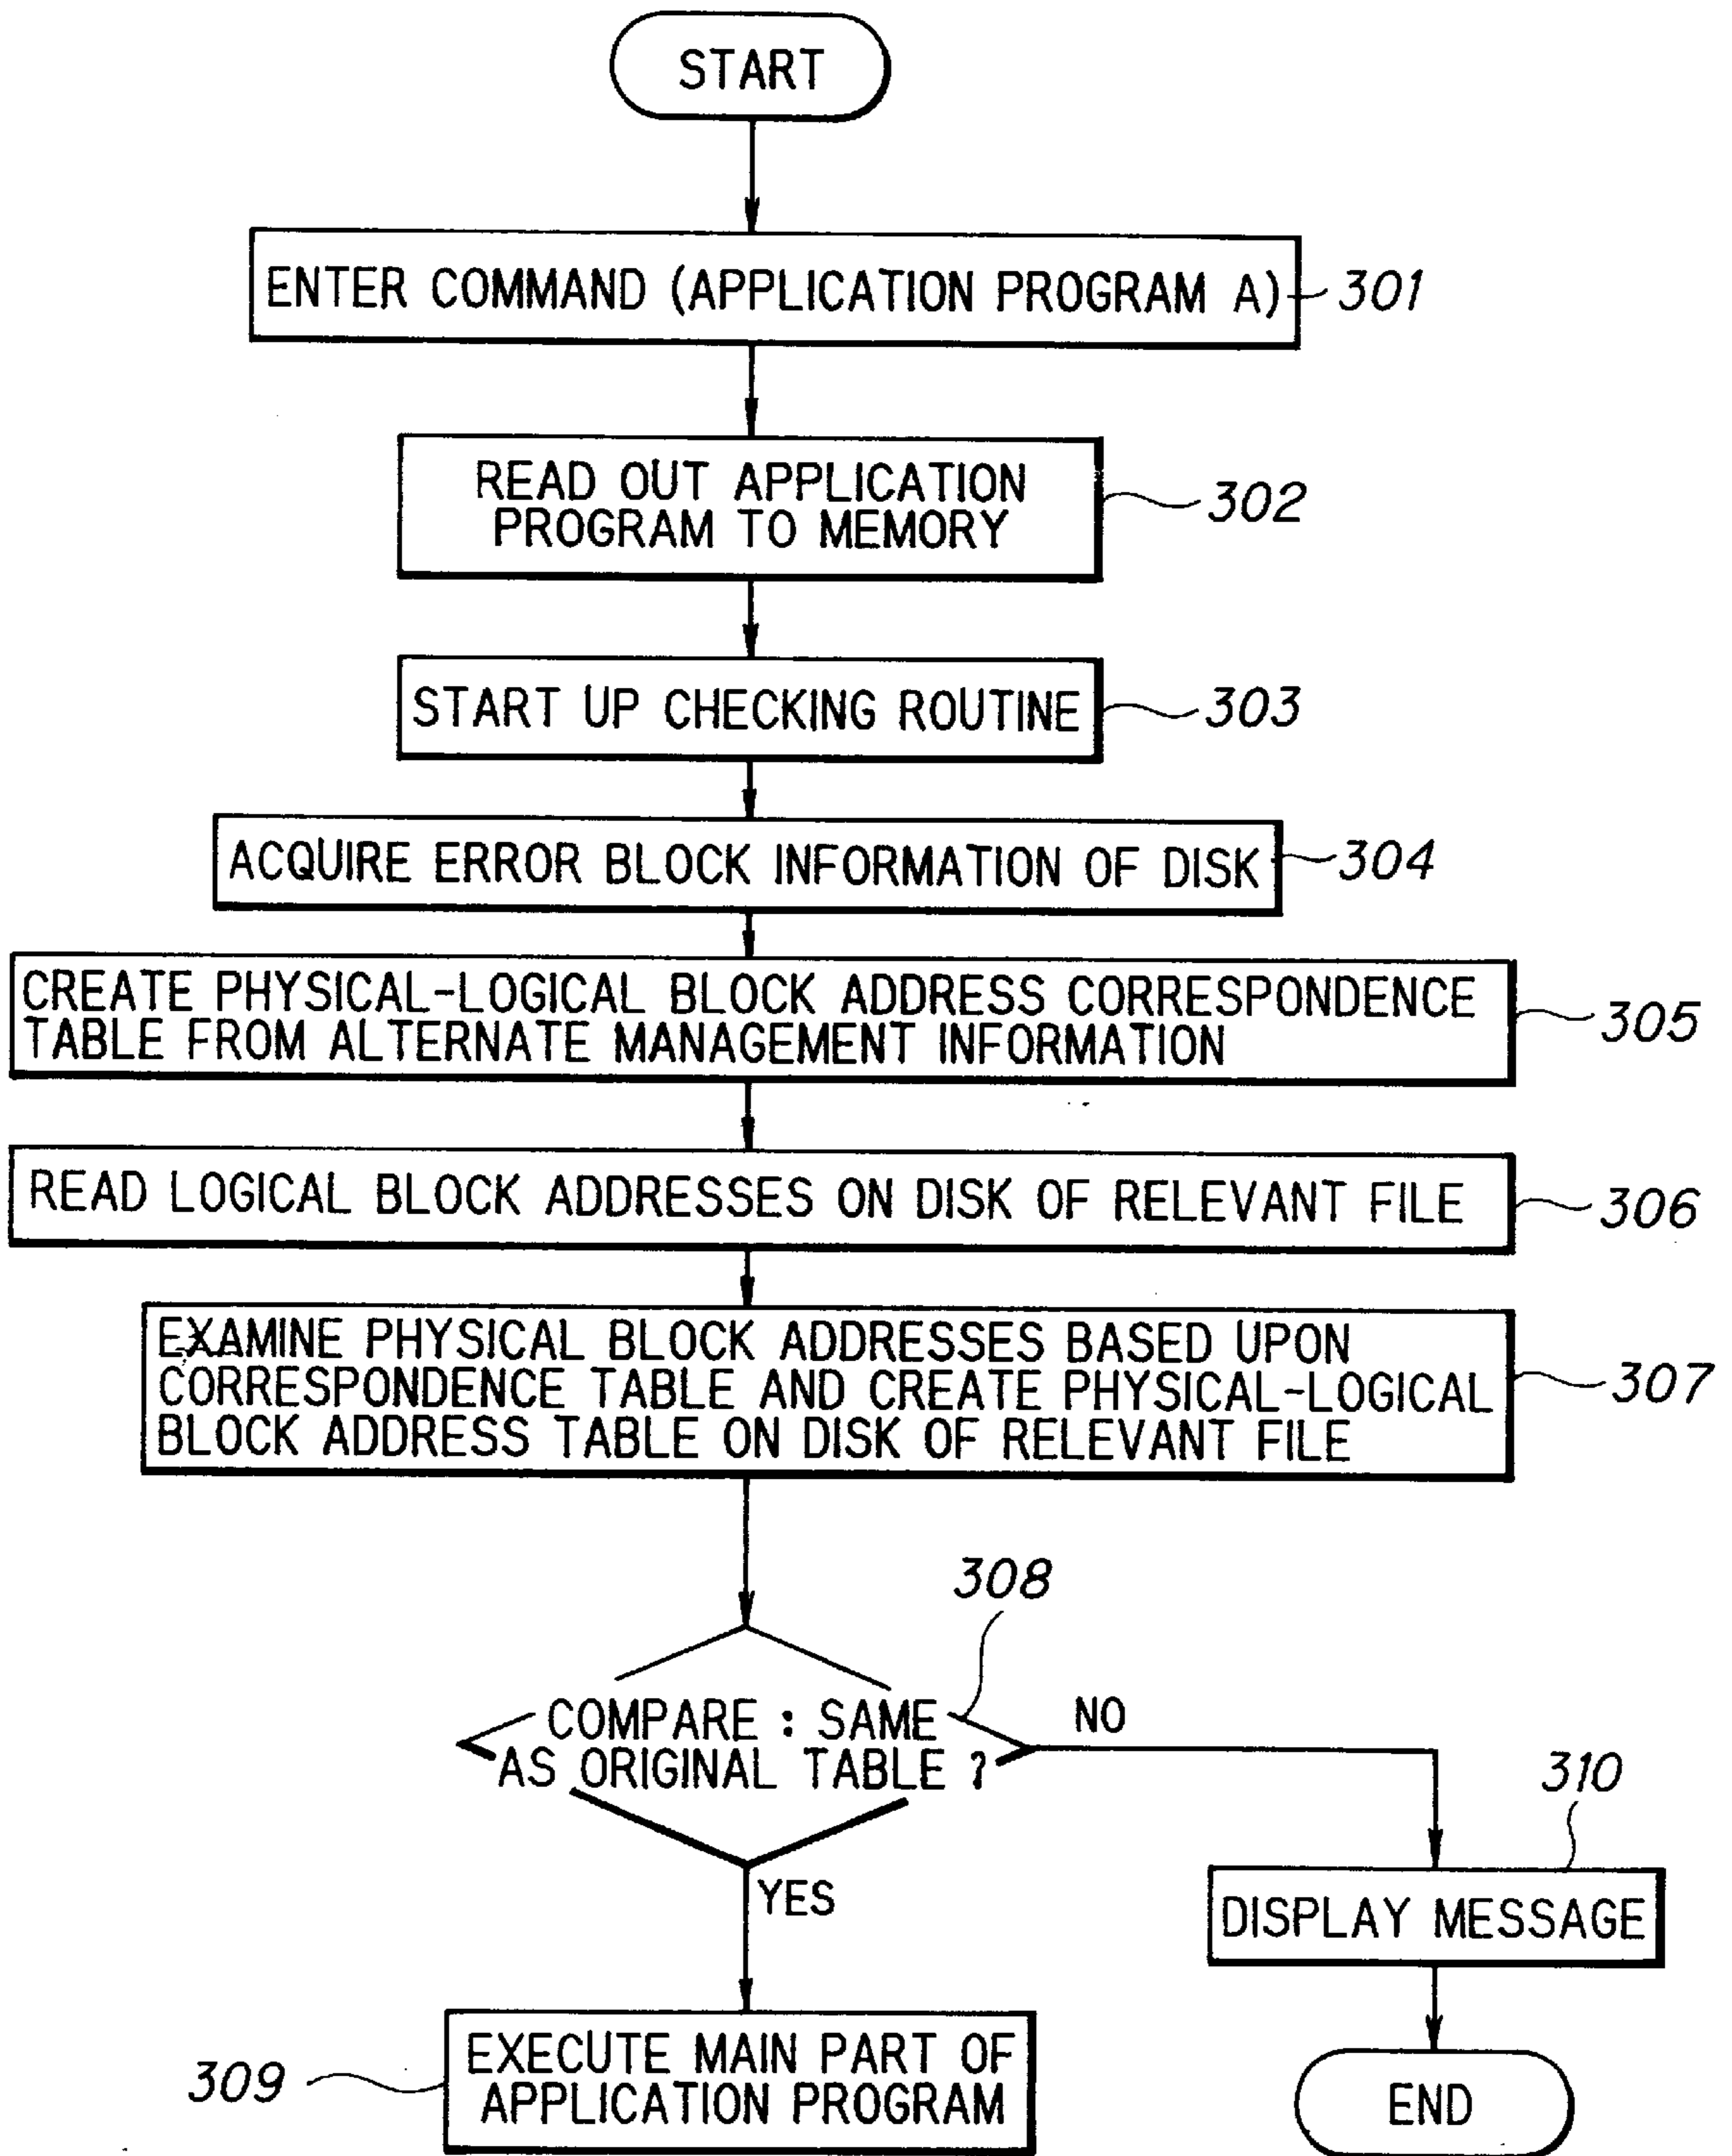 START
ENTER COMMAND (APPLICATION PROGRAM A)
301
READ OUT APPLICATION
PROGRAM TO MEMORY
302
START UP CHECKING ROUTINE
303
ACQUIRE ERROR BLOCK INFORMATION OF DISK
304
CREATE PHYSICAL-LOGICAL BLOCK ADDRESS CORRESPONDENCE
TABLE FROM ALTERNATE MANAGEMENT INFORMATION
305
READ LOGICAL BLOCK ADDRESSES ON DISK OF RELEVANT FILE
306
EXAMINE PHYSICAL BLOCK ADDRESSES BASED UPON
CORRESPONDENCE TABLE AND CREATE PHYSICAL-LOGICAL
BLOCK ADDRESS TABLE ON DISK OF RELEVANT FILE
307
308
COMPARE : SAME
AS ORIGINAL TABLE ?
NO
YES
310
DISPLAY MESSAGE
309
EXECUTE MAIN PART OF
APPLICATION PROGRAM
END